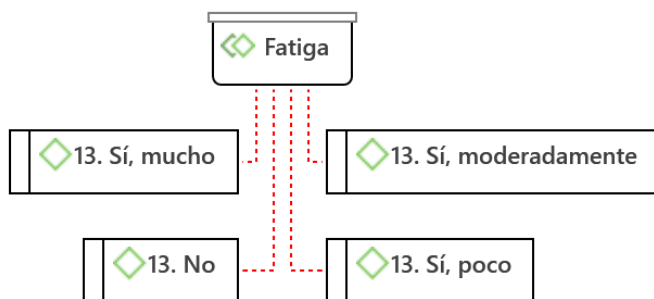 Fatiga
13. Sí, mucho
13. Sí, moderadamente
13. No
13. Sí, poco